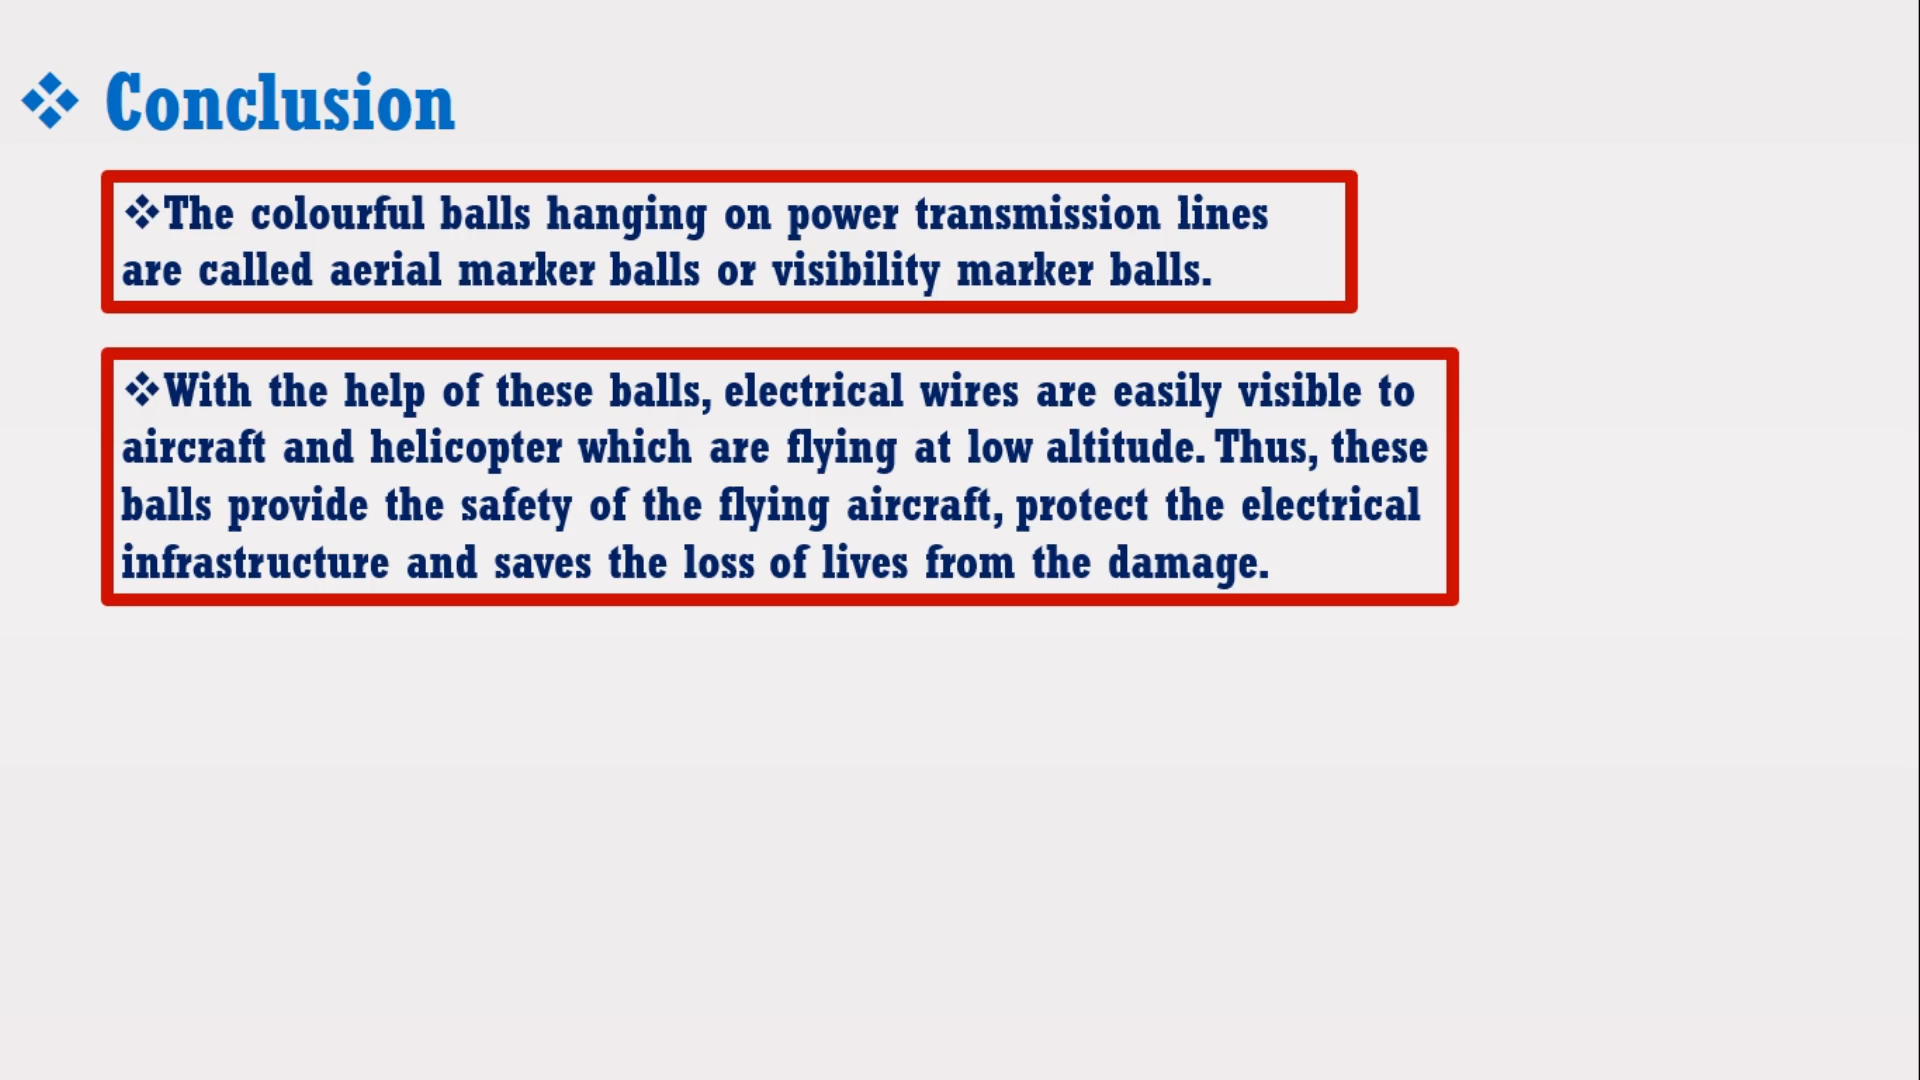 ❖ Conclusion
❖The colourful balls hanging on power transmission lines
are called aerial marker balls or visibility marker balls.
❖With the help of these balls, electrical wires are easily visible to
aircraft and helicopter which are flying at low altitude. Thus, these
balls provide the safety of the flying aircraft, protect the electrical
infrastructure and saves the loss of lives from the damage.